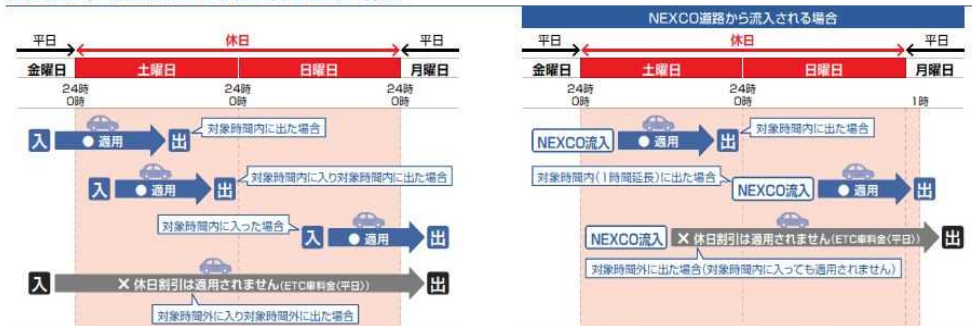 平日
休日
平日
金曜日
土曜日
日曜日
月曜日
24時
0時
24時
0時
24時
0時
入
●適用
出
対象時間内に出た場合
入
●適用
出
対象時間内に入り対象時間内に出た場合
対象時間内に入った場合
入
●適用
出
入
×休日割引は適用されません(ETC車料金(平日))
出
対象時間外に入り対象時間外に出た場合
NEXCO道路から流入される場合
平日
休日
平日
金曜日
土曜日
日曜日
月曜日
24時
0時
24時
0時
1時
NEXCO流入
●適用
出
対象時間内に出た場合
対象時間内(1時間延長)に出た場合
NEXCO流入
●適用
出
NEXCO流入
×休日割引は適用されません(ETC車料金(平日))
出
対象時間外に出た場合(対象時間内に入っても適用されません)